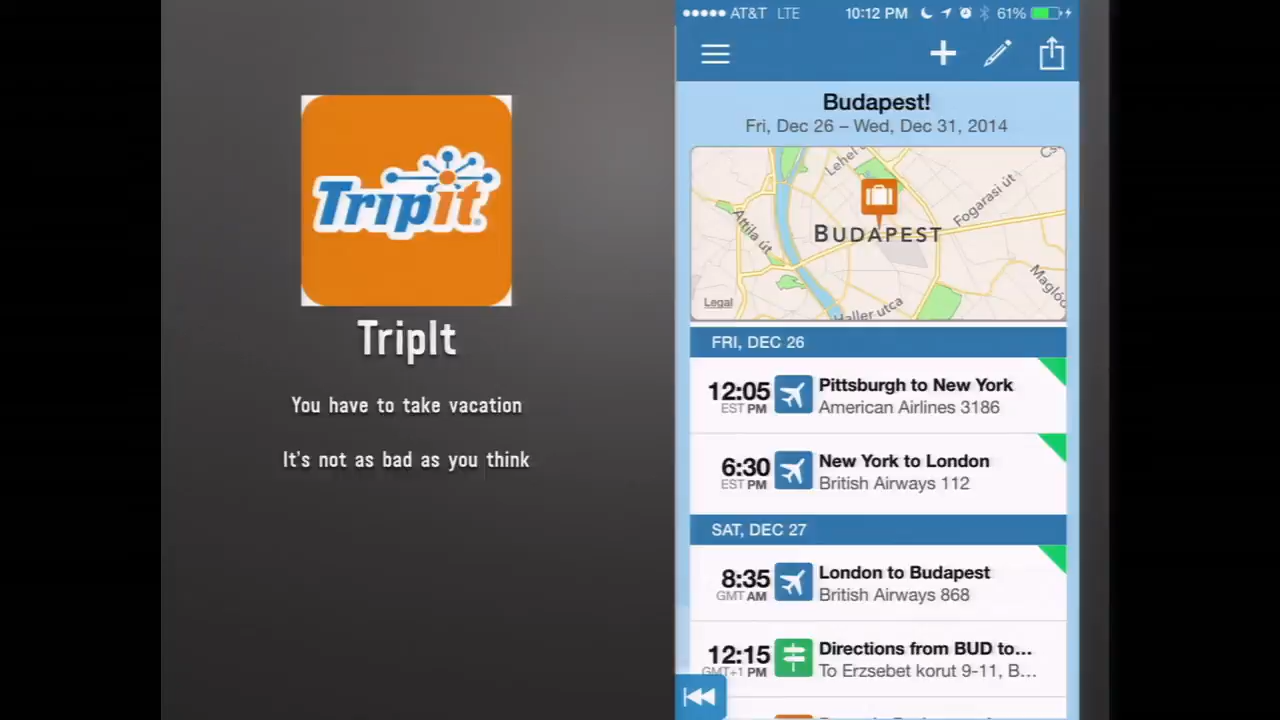 Tripit
TripIt
You have to take vacation
It's not as bad as you think
AT&T LTE 10:12 PM 61%
Budapest!
Fri, Dec 26 – Wed, Dec 31, 2014
Lehel
Attila út
Fogarasi út
BUDAPEST
Haller utca
Legal
FRI, DEC 26
12:05 EST PM
Pittsburgh to New York
American Airlines 3186
6:30 EST PM
New York to London
British Airways 112
SAT, DEC 27
8:35 GMT AM
London to Budapest
British Airways 868
12:15 GMT+1 PM
Directions from BUD to...
To Erzsebet korut 9-11, B...